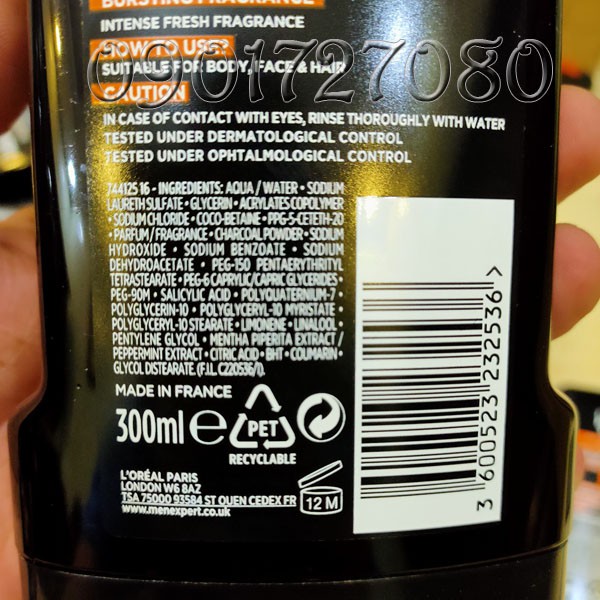 BURSTING FRAGRANCE
INTENSE FRESH FRAGRANCE
HOW TO USE?
SUITABLE FOR BODY, FACE & HAIR
0901727080
CAUTION
IN CASE OF CONTACT WITH EYES, RINSE THOROUGHLY WITH WATER
TESTED UNDER DERMATOLOGICAL CONTROL
TESTED UNDER OPHTALMOLOGICAL CONTROL
744125 16 • INGREDIENTS: AQUA / WATER • SODIUM
LAURETH SULFATE • GLYCERIN • ACRYLATES COPOLYMER
• SODIUM CHLORIDE • COCO-BETAINE • PPG-5-CETETH-20
• PARFUM / FRAGRANCE • CHARCOAL POWDER • SODIUM
HYDROXIDE • SODIUM BENZOATE • SODIUM
DEHYDROACETATE • PEG-150 PENTAERYTHRITYL
TETRASTEARATE • PEG-6 CAPRYLIC/CAPRIC GLYCERIDES
PEG-90M • SALICYLIC ACID • POLYQUATERNIUM-7 •
POLYGLYCERIN-10 • POLYGLYCERYL-10 MYRISTATE
POLYGLYCERYL-10 STEARATE • LIMONENE • LINALOOL •
PENTYLENE GLYCOL • MENTHA PIPERITA EXTRACT /
PEPPERMINT EXTRACT • CITRIC ACID • BHT • COUMARIN •
GLYCOL DISTEARATE. (F.I.L. C220536/1).
MADE IN FRANCE
300ml e
PET
RECYCLABLE
L'ORÉAL PARIS
LONDON W6 8AZ
TSA 75000 93584 ST OUEN CEDEX FR
www.menexpert.co.uk
12 M
3 600523 232536 >